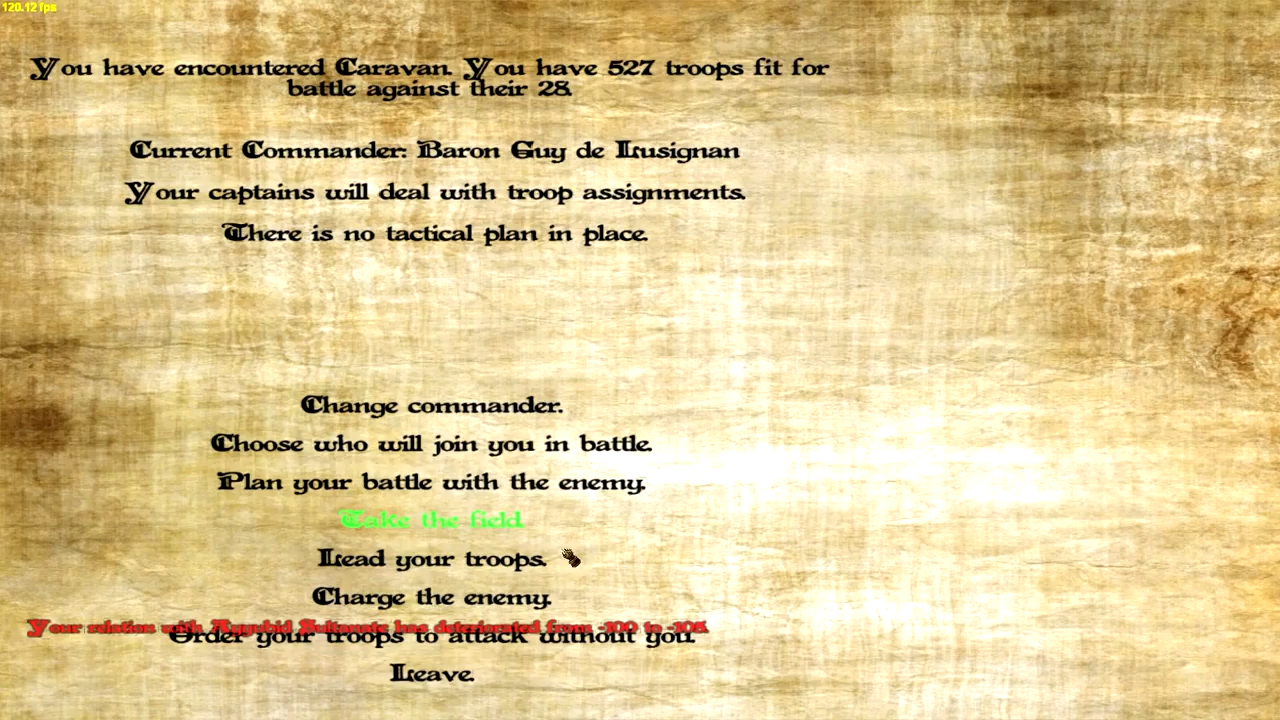 120.12 fps
You have encountered Caravan. You have 527 troops fit for
battle against their 28.
Current Commander: Baron Guy de Lusignan
Your captains will deal with troop assignments.
There is no tactical plan in place.
Change commander.
Choose who will join you in battle.
Plan your battle with the enemy.
Take the field.
Lead your troops.
Charge the enemy.
Your relation with Ayyubid Sultanate has deteriorated from -100 to -105.
Order your troops to attack without you.
Leave.